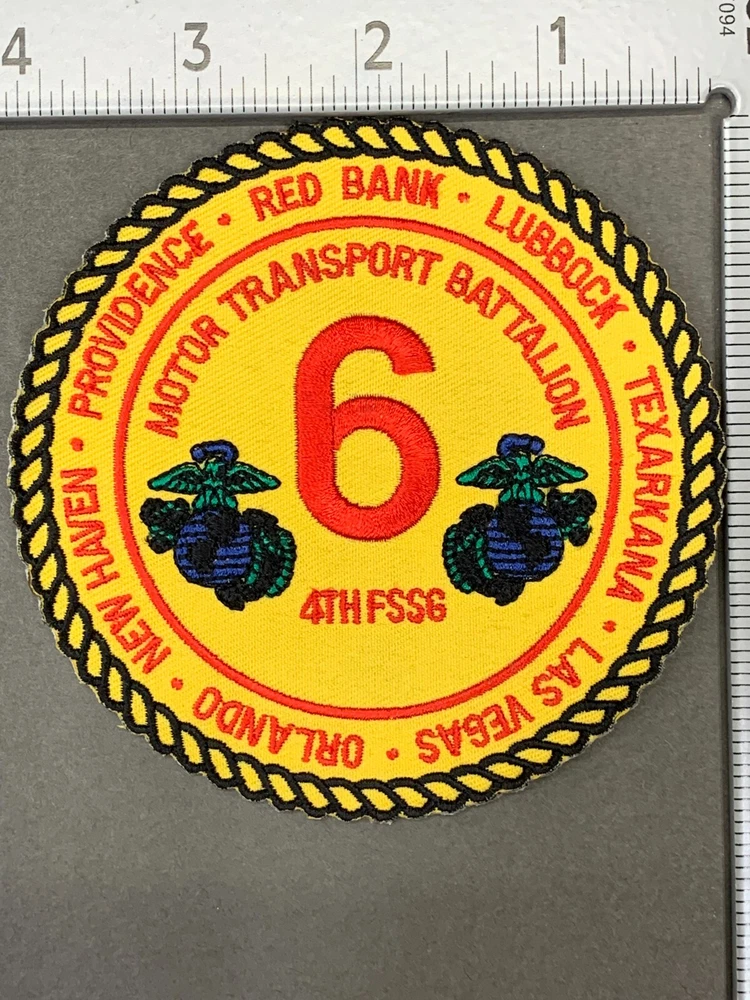 4 3 2 1
094
RED BANK • LUBBOCK • TEXARKANA • LAS VEGAS • ORLANDO • NEW HAVEN • PROVIDENCE •
MOTOR TRANSPORT BATTALION
6
4TH FSSG